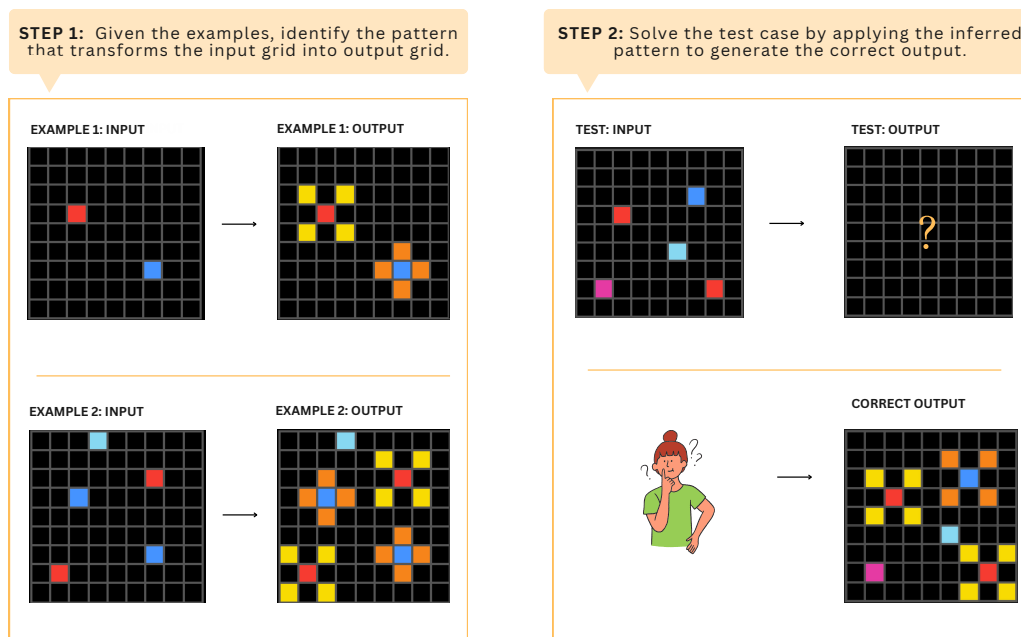 STEP 1: Given the examples, identify the pattern
that transforms the input grid into output grid.
STEP 2: Solve the test case by applying the inferred
pattern to generate the correct output.
EXAMPLE 1: INPUT
EXAMPLE 1: OUTPUT
TEST: INPUT
TEST: OUTPUT
?
EXAMPLE 2: INPUT
EXAMPLE 2: OUTPUT
CORRECT OUTPUT
? ? ?